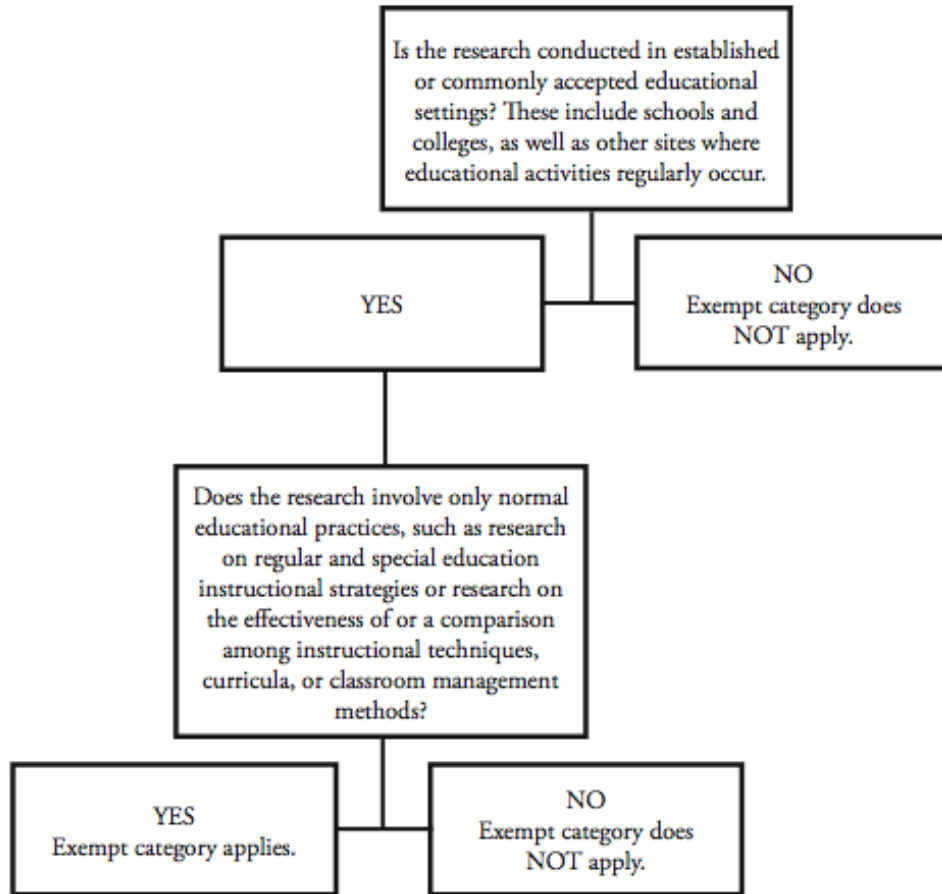 Is the research conducted in established
or commonly accepted educational
settings? These include schools and
colleges, as well as other sites where
educational activities regularly occur.
YES
NO
Exempt category does
NOT apply.
Does the research involve only normal
educational practices, such as research
on regular and special education
instructional strategies or research on
the effectiveness of or a comparison
among instructional techniques,
curricula, or classroom management
methods?
YES
Exempt category applies.
NO
Exempt category does
NOT apply.